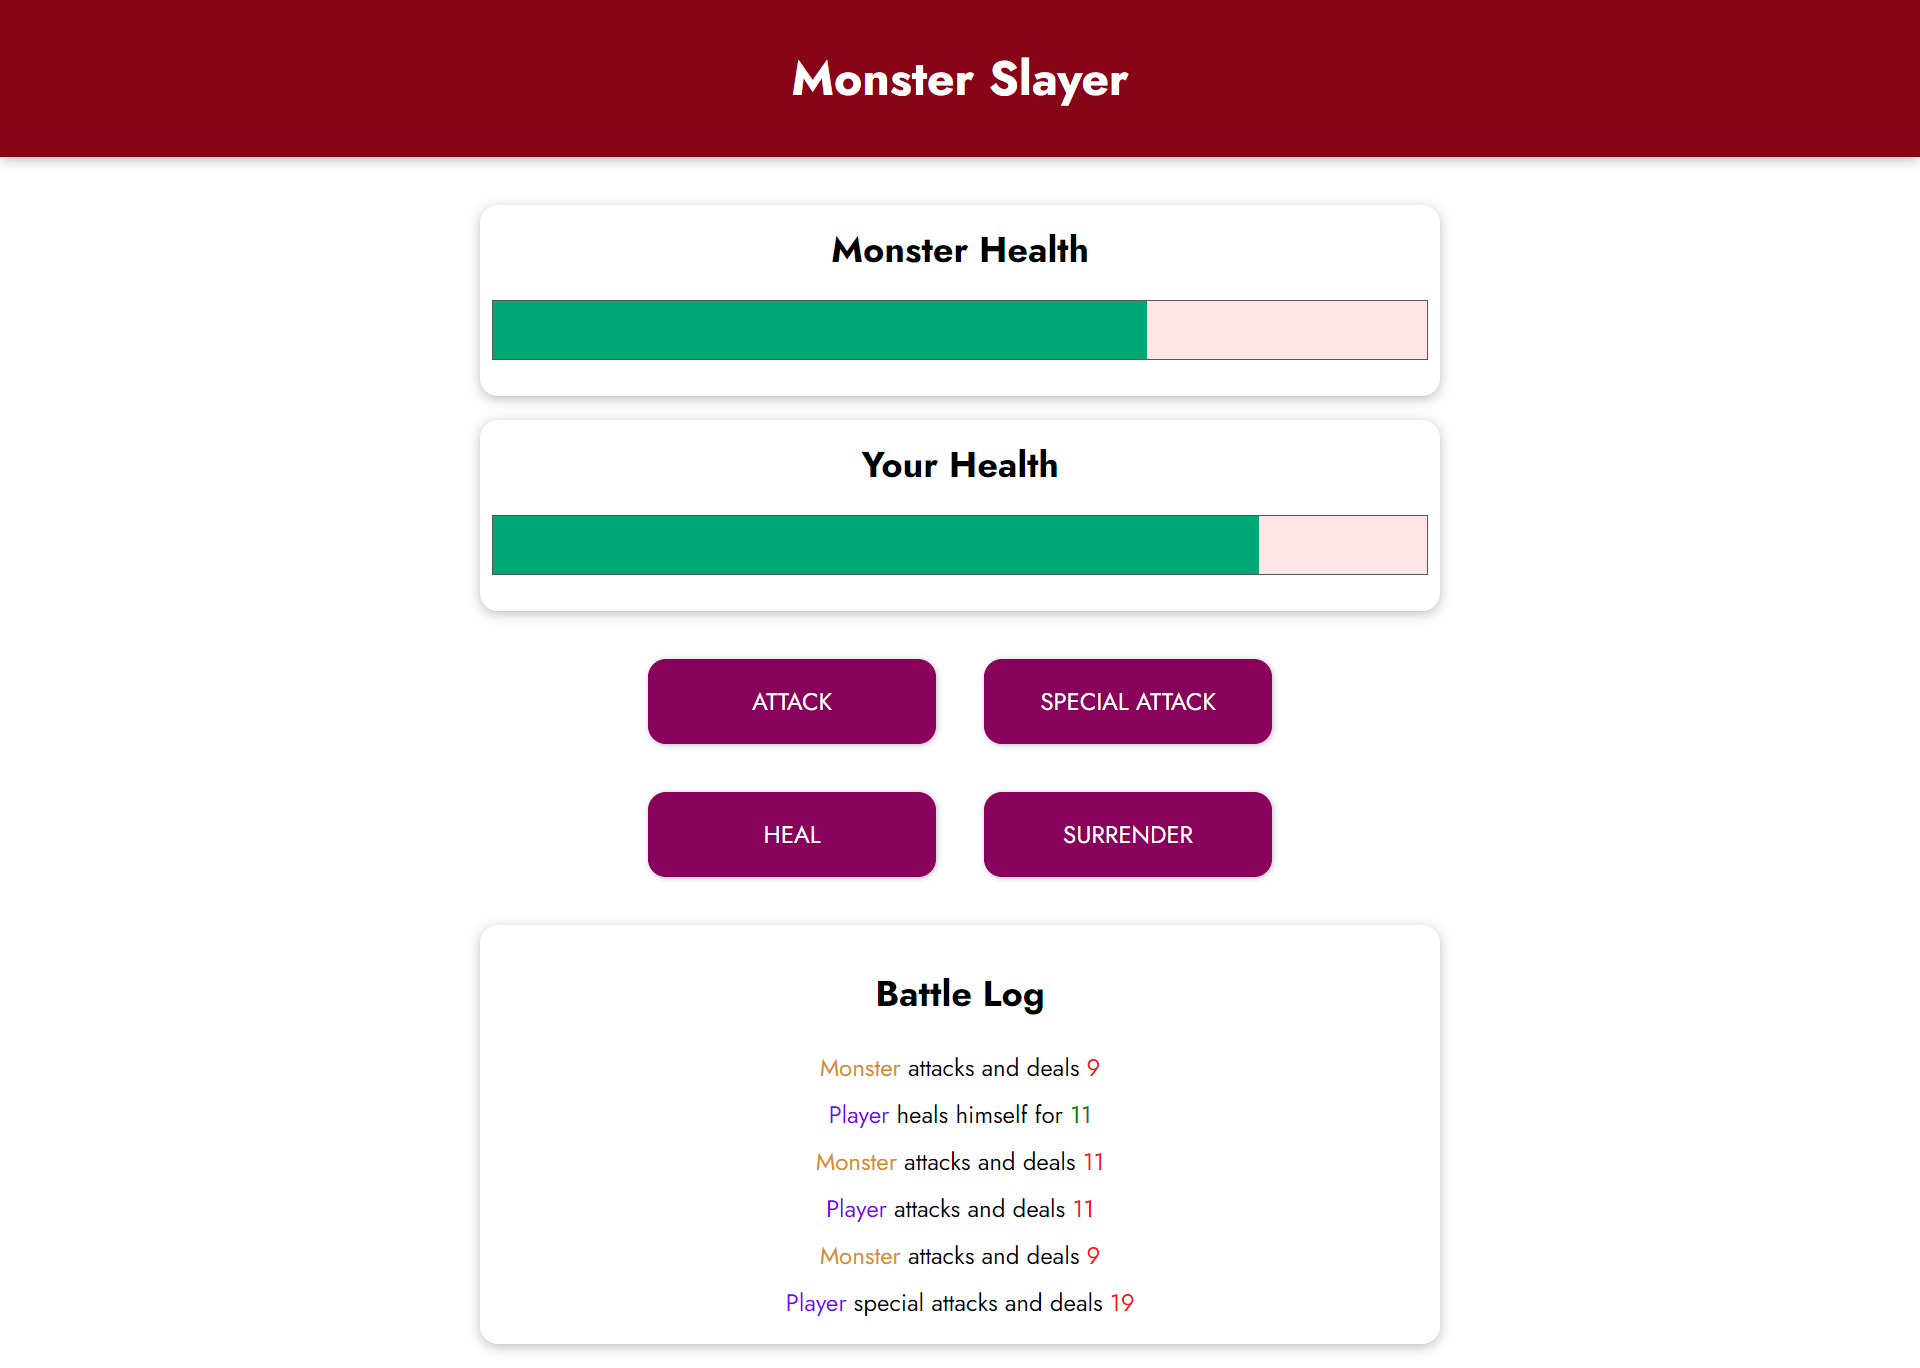 Monster Slayer
Monster Health
Your Health
ATTACK SPECIAL ATTACK
HEAL SURRENDER
Battle Log
Monster attacks and deals 9
Player heals himself for 11
Monster attacks and deals 11
Player attacks and deals 11
Monster attacks and deals 9
Player special attacks and deals 19